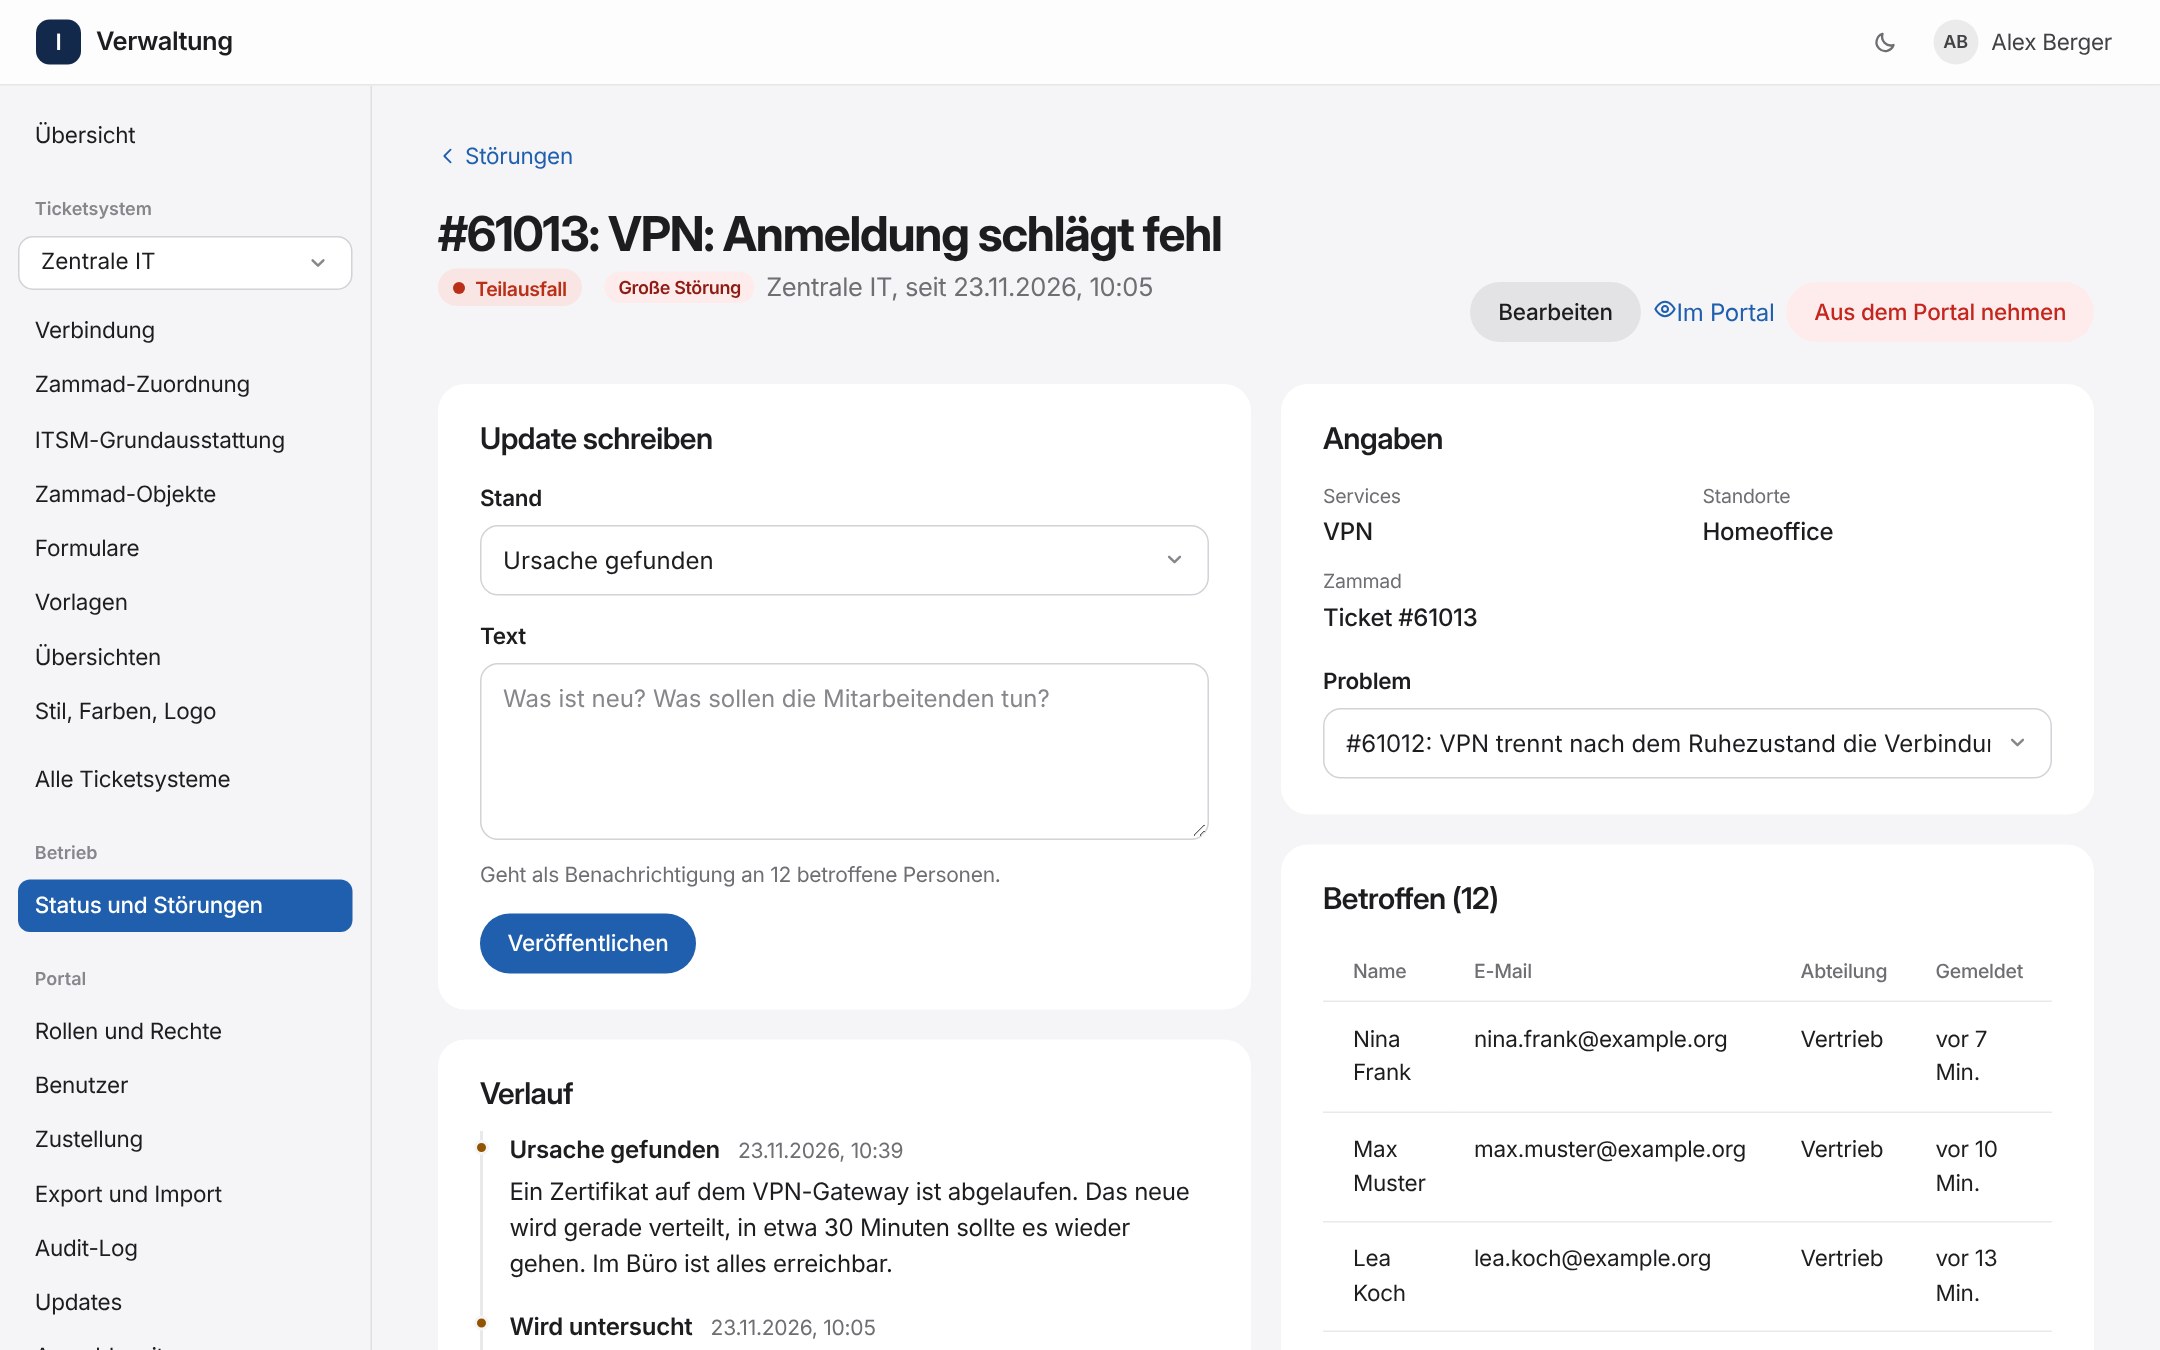 I
Verwaltung
AB
Alex Berger
Übersicht
Ticketsystem
Zentrale IT
Verbindung
Zammad-Zuordnung
ITSM-Grundausstattung
Zammad-Objekte
Formulare
Vorlagen
Übersichten
Stil, Farben, Logo
Alle Ticketsysteme
Betrieb
Status und Störungen
Portal
Rollen und Rechte
Benutzer
Zustellung
Export und Import
Audit-Log
Updates
Störungen
#61013: VPN: Anmeldung schlägt fehl
Teilausfall
Große Störung
Zentrale IT, seit 23.11.2026, 10:05
Bearbeiten
Im Portal
Aus dem Portal nehmen
Update schreiben
Stand
Ursache gefunden
Text
Was ist neu? Was sollen die Mitarbeitenden tun?
Geht als Benachrichtigung an 12 betroffene Personen.
Veröffentlichen
Verlauf
Ursache gefunden 23.11.2026, 10:39
Ein Zertifikat auf dem VPN-Gateway ist abgelaufen. Das neue
wird gerade verteilt, in etwa 30 Minuten sollte es wieder
gehen. Im Büro ist alles erreichbar.
Wird untersucht 23.11.2026, 10:05
Angaben
Services
VPN
Standorte
Homeoffice
Zammad
Ticket #61013
Problem
#61012: VPN trennt nach dem Ruhezustand die
Betroffen (12)
Name E-Mail Abteilung Gemeldet
Nina Frank nina.frank@example.org Vertrieb vor 7 Min.
Max Muster max.muster@example.org Vertrieb vor 10 Min.
Lea Koch lea.koch@example.org Vertrieb vor 13 Min.